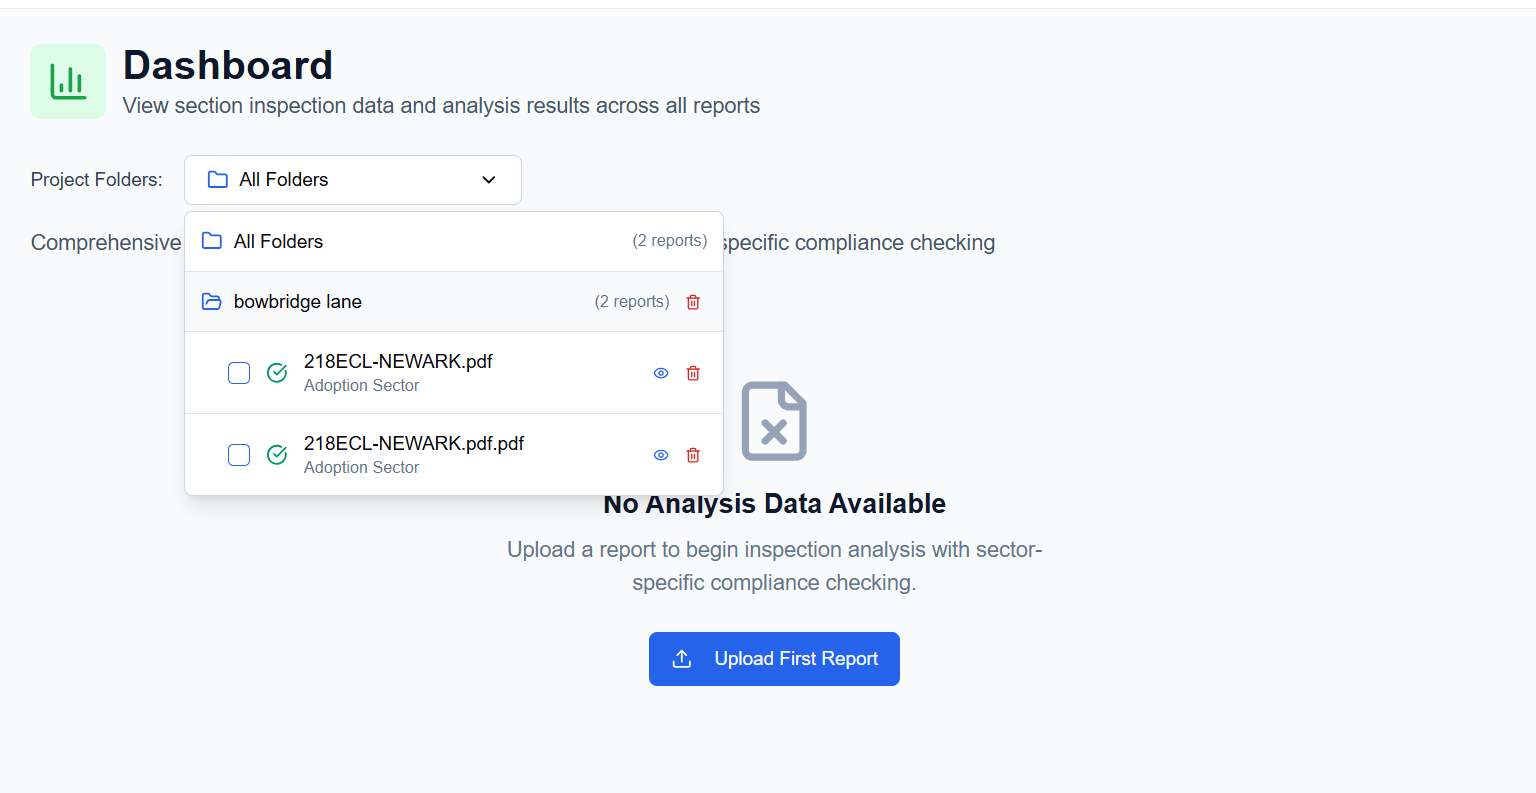 Dashboard
View section inspection data and analysis results across all reports
Project Folders:
All Folders
All Folders
(2 reports)
Comprehensive
specific compliance checking
bowbridge lane
(2 reports)
218ECL-NEWARK.pdf
Adoption Sector
218ECL-NEWARK.pdf.pdf
Adoption Sector
No Analysis Data Available
Upload a report to begin inspection analysis with sector-
specific compliance checking.
Upload First Report